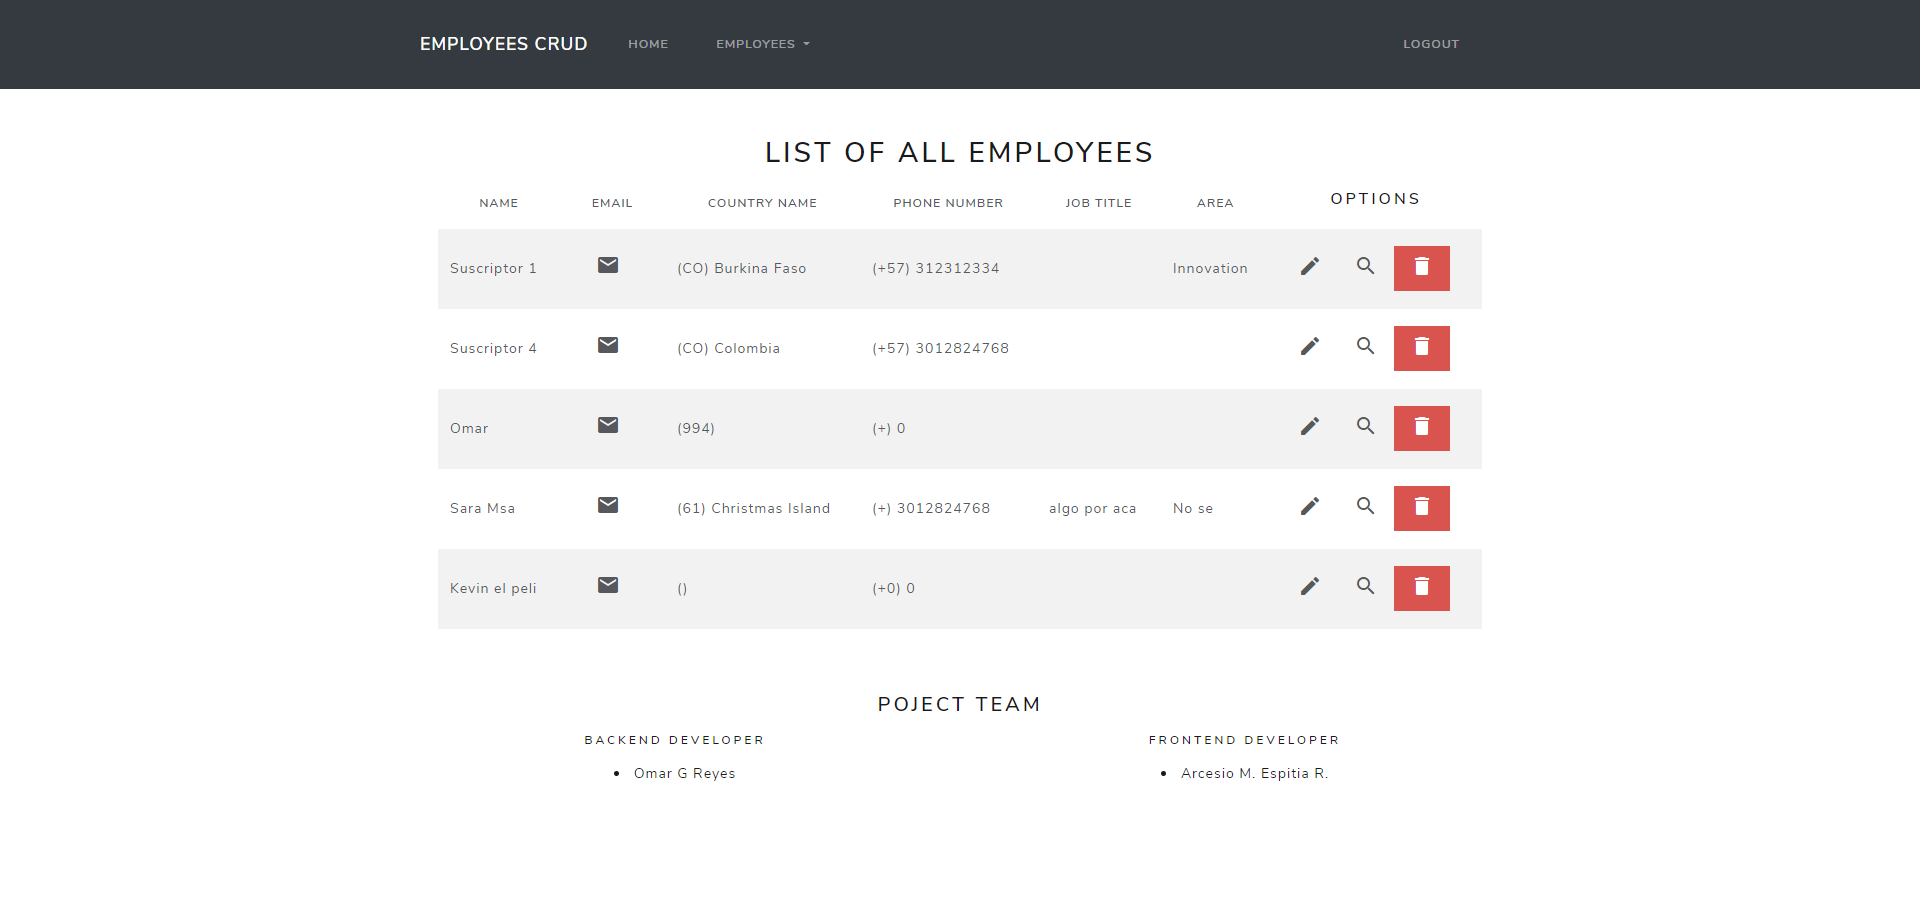 EMPLOYEES CRUD HOME EMPLOYEES LOGOUT
LIST OF ALL EMPLOYEES
NAME EMAIL COUNTRY NAME PHONE NUMBER JOB TITLE AREA OPTIONS
Suscriptor 1 (CO) Burkina Faso (+57) 312312334 Innovation
Suscriptor 4 (CO) Colombia (+57) 3012824768
Omar (994) (+) 0
Sara Msa (61) Christmas Island (+) 3012824768 algo por aca No se
Kevin el peli () (+0) 0
POJECT TEAM
BACKEND DEVELOPER FRONTEND DEVELOPER
• Omar G Reyes • Arcesio M. Espitia R.